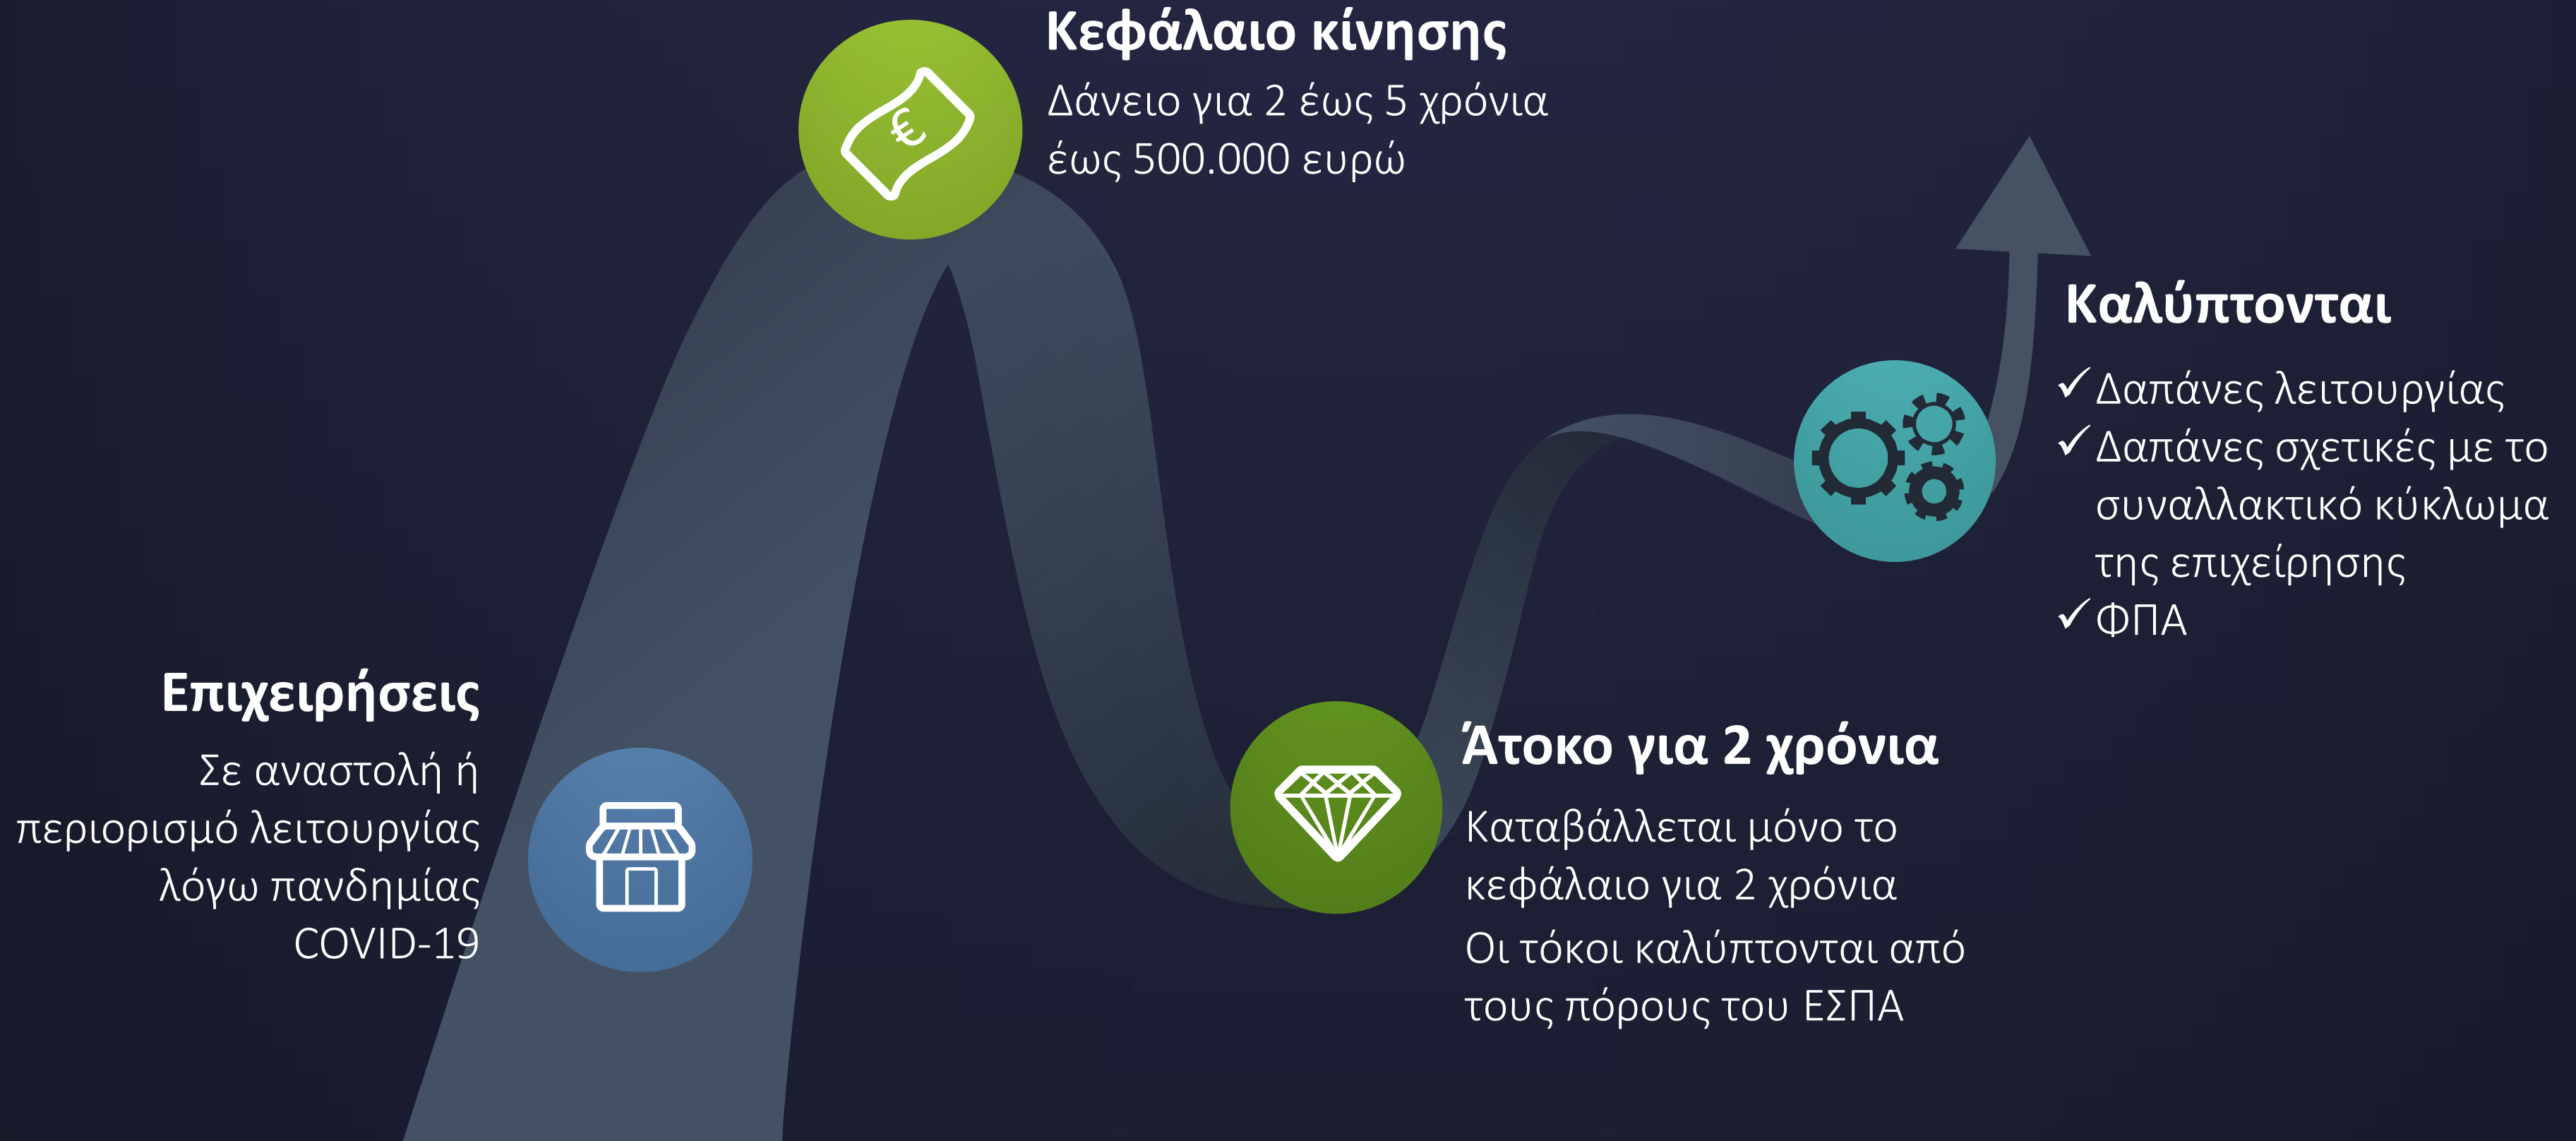 Κεφάλαιο κίνησης
Δάνειο για 2 έως 5 χρόνια
έως 500.000 ευρώ
Καλύπτονται
✓ Δαπάνες λειτουργίας
✓ Δαπάνες σχετικές με το
συναλλακτικό κύκλωμα
της επιχείρησης
✓ ΦΠΑ
Επιχειρήσεις
Σε αναστολή ή
περιορισμό λειτουργίας
λόγω πανδημίας
COVID-19
Άτοκο για 2 χρόνια
Καταβάλλεται μόνο το
κεφάλαιο για 2 χρόνια
Οι τόκοι καλύπτονται από
τους πόρους του ΕΣΠΑ
€